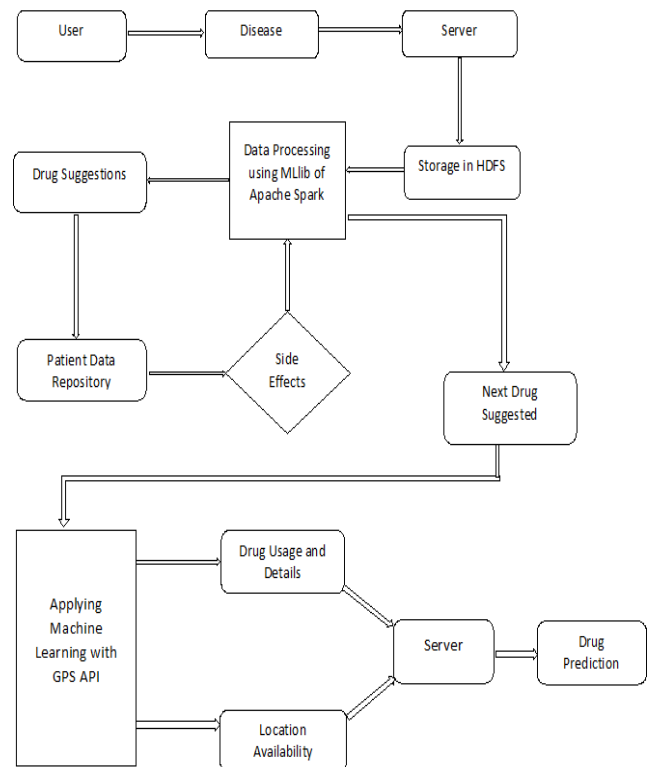 User
Disease
Server
Data Processing
using MLlib of
Apache Spark
Storage in HDFS
Drug Suggestions
Patient Data
Repository
Side
Effects
Next Drug
Suggested
Applying
Machine
Learning with
GPS API
Drug Usage and
Details
Server
Drug
Prediction
Location
Availability